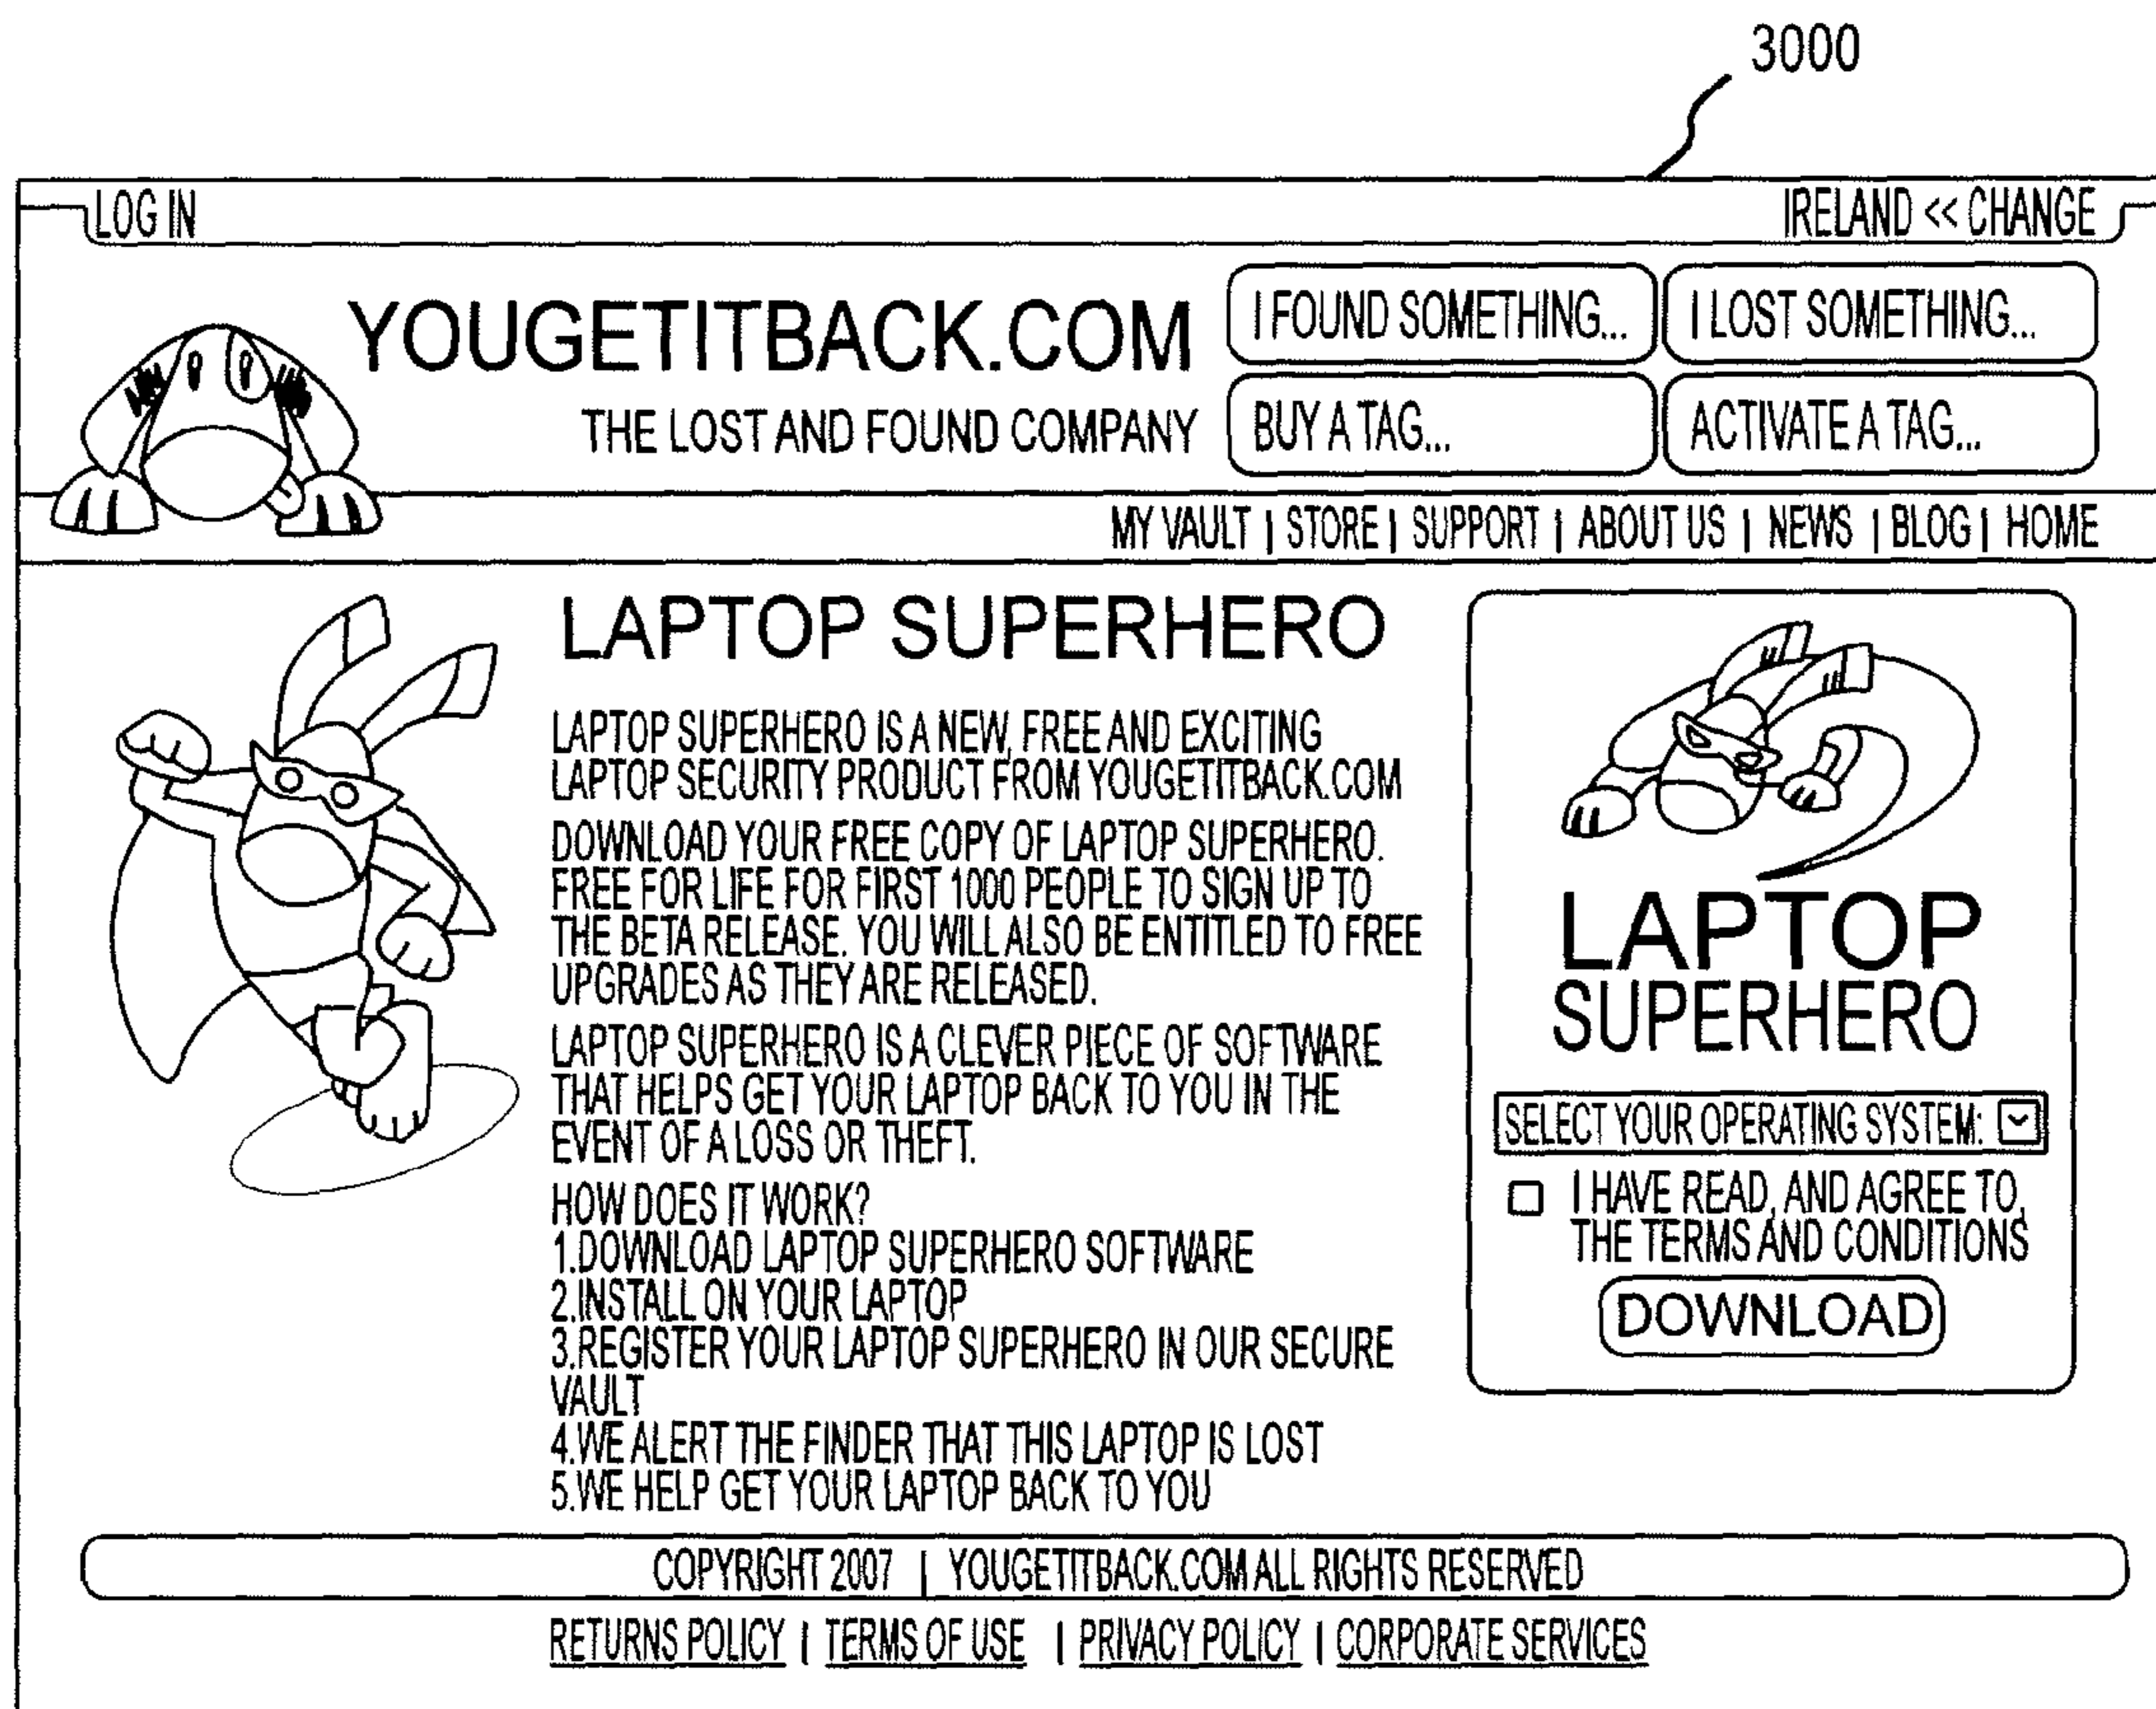 3000
LOG IN
IRELAND << CHANGE
YOUGETITBACK.COM
THE LOST AND FOUND COMPANY
I FOUND SOMETHING...
I LOST SOMETHING...
BUY A TAG...
ACTIVATE A TAG...
MY VAULT | STORE | SUPPORT | ABOUT US | NEWS | BLOG | HOME
LAPTOP SUPERHERO
LAPTOP SUPERHERO IS A NEW, FREE AND EXCITING
LAPTOP SECURITY PRODUCT FROM YOUGETITBACK.COM
DOWNLOAD YOUR FREE COPY OF LAPTOP SUPERHERO.
FREE FOR LIFE FOR FIRST 1000 PEOPLE TO SIGN UP TO
THE BETA RELEASE. YOU WILL ALSO BE ENTITLED TO FREE
UPGRADES AS THEY ARE RELEASED.
LAPTOP SUPERHERO IS A CLEVER PIECE OF SOFTWARE
THAT HELPS GET YOUR LAPTOP BACK TO YOU IN THE
EVENT OF A LOSS OR THEFT.
HOW DOES IT WORK?
1.DOWNLOAD LAPTOP SUPERHERO SOFTWARE
2.INSTALL ON YOUR LAPTOP
3.REGISTER YOUR LAPTOP SUPERHERO IN OUR SECURE
VAULT
4.WE ALERT THE FINDER THAT THIS LAPTOP IS LOST
5.WE HELP GET YOUR LAPTOP BACK TO YOU
LAPTOP
SUPERHERO
SELECT YOUR OPERATING SYSTEM:
I HAVE READ, AND AGREE TO,
THE TERMS AND CONDITIONS
DOWNLOAD
COPYRIGHT 2007 | YOUGETITBACK.COM ALL RIGHTS RESERVED
RETURNS POLICY | TERMS OF USE | PRIVACY POLICY | CORPORATE SERVICES